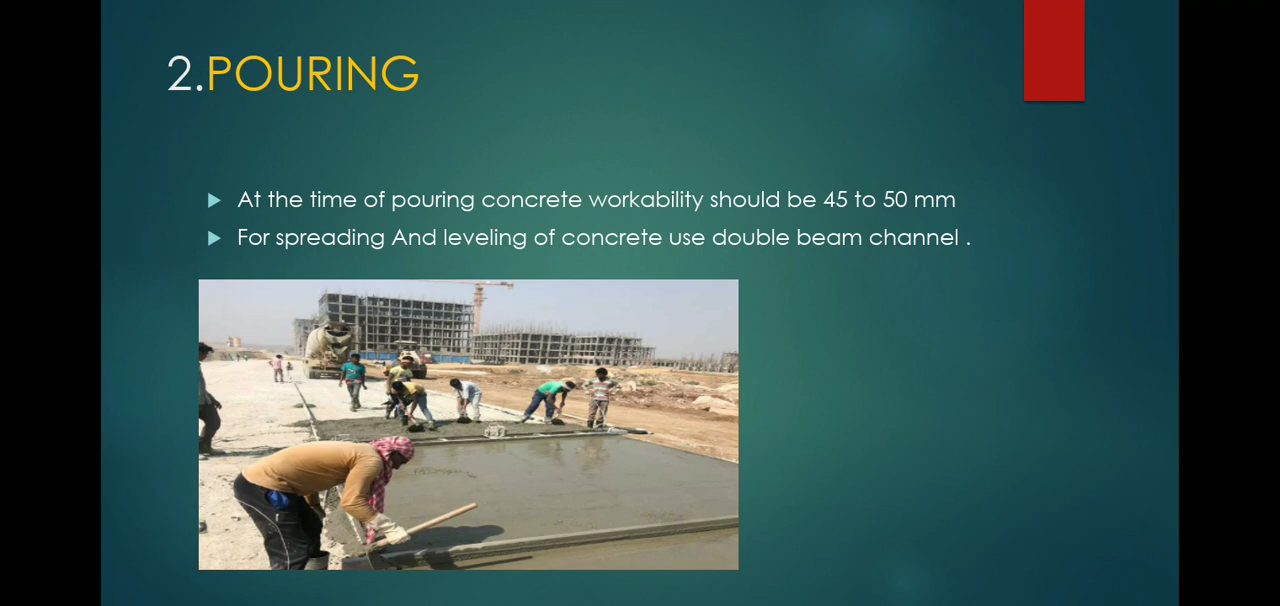 2.POURING
At the time of pouring concrete workability should be 45 to 50 mm
For spreading And leveling of concrete use double beam channel .